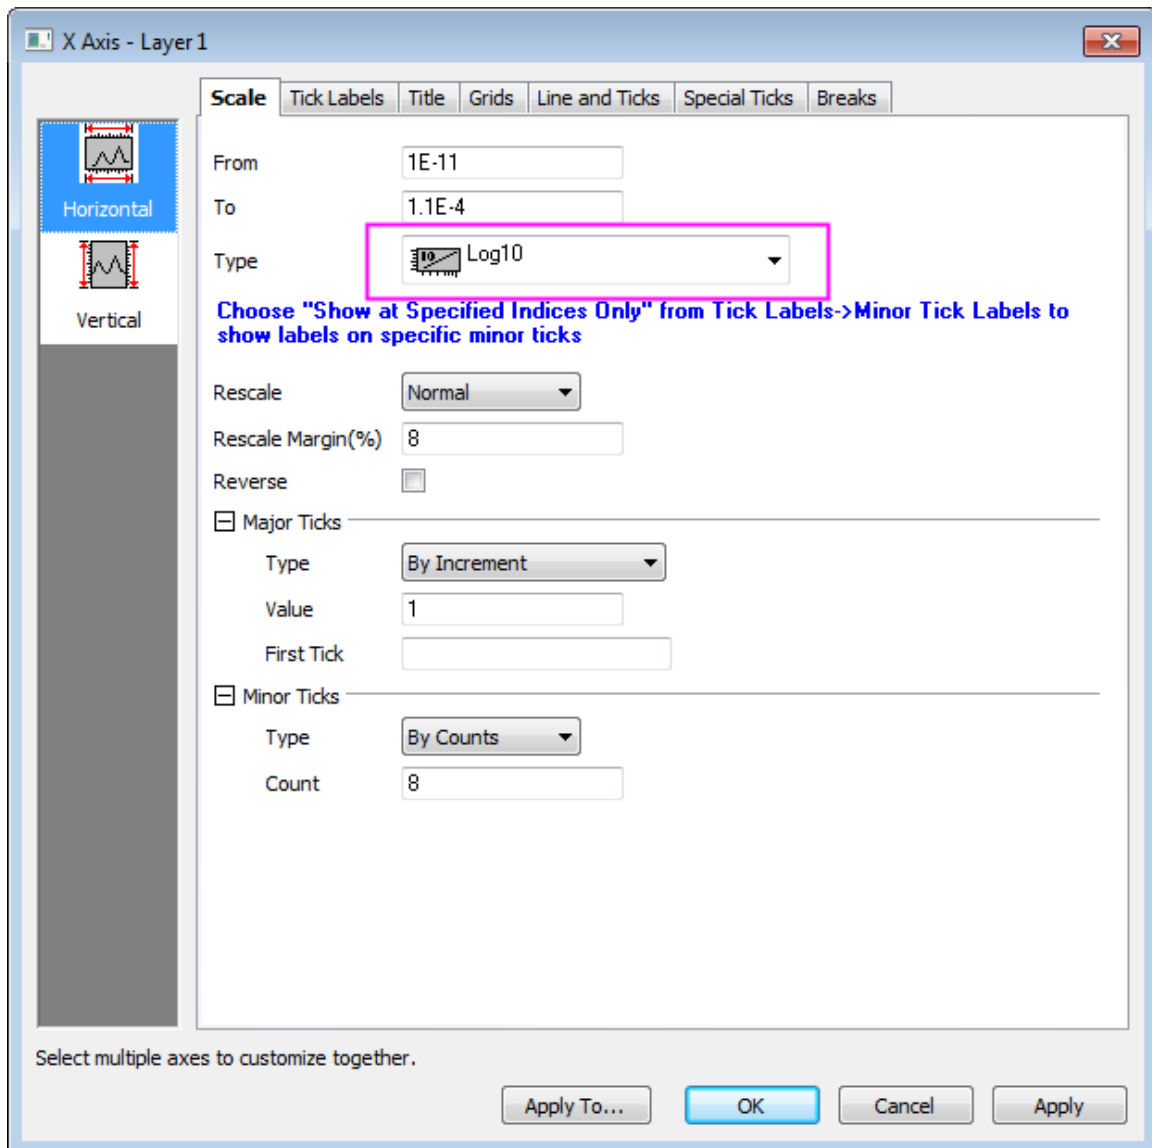 X Axis - Layer 1
Scale Tick Labels Title Grids Line and Ticks Special Ticks Breaks
Horizontal
Vertical
From 1E-11
To 1.1E-4
Type 10 Log10
Choose "Show at Specified Indices Only" from Tick Labels->Minor Tick Labels to
show labels on specific minor ticks
Rescale Normal
Rescale Margin(%) 8
Reverse
Major Ticks
Type By Increment
Value 1
First Tick
Minor Ticks
Type By Counts
Count 8
Select multiple axes to customize together.
Apply To... OK Cancel Apply